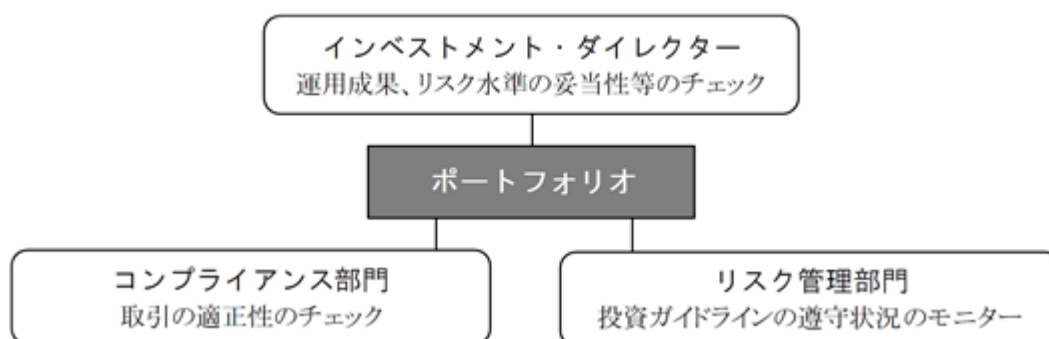 インベストメント・ダイレクター
運用成果、リスク水準の妥当性等のチェック
ポートフォリオ
コンプライアンス部門
取引の適正性のチェック
リスク管理部門
投資ガイドラインの遵守状況のモニター